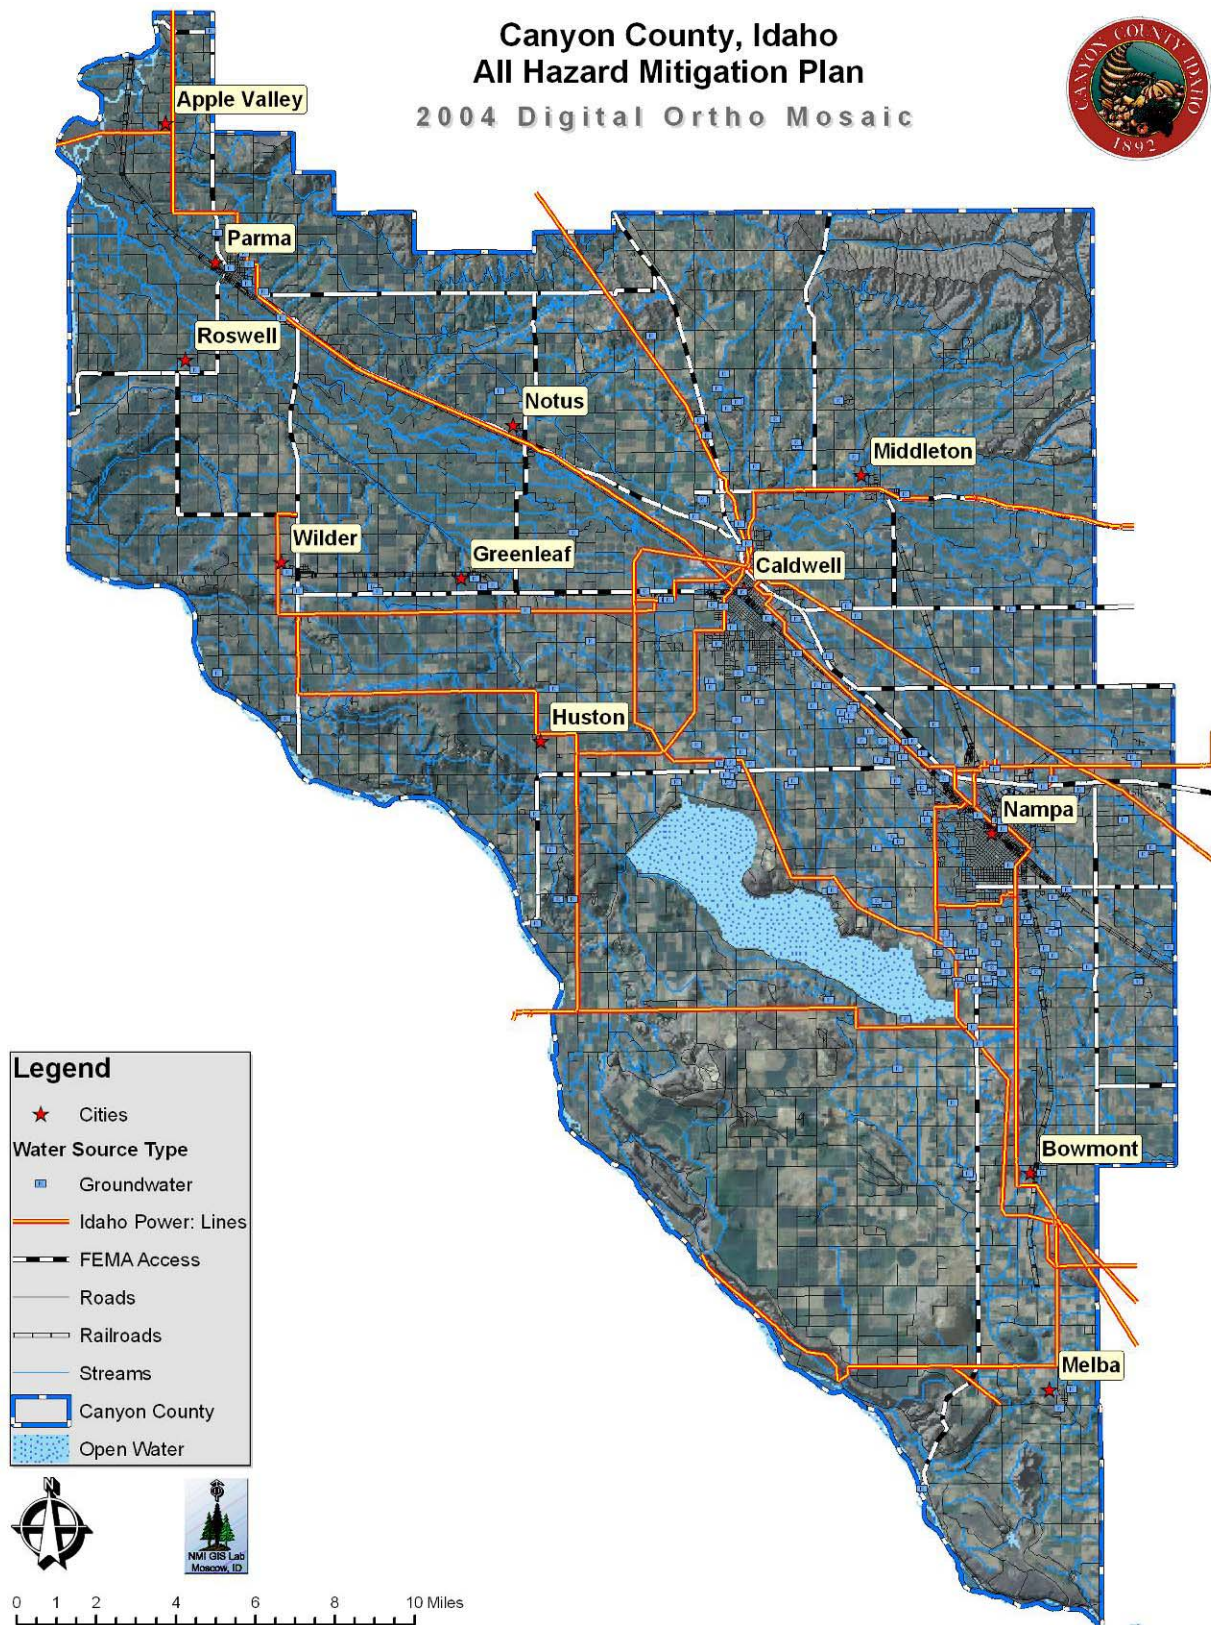 Canyon County, Idaho
All Hazard Mitigation Plan
2004 Digital Ortho Mosaic
CANYON COUNTY IDAHO
1892
Apple Valley
Parma
Roswell
Notus
Middleton
Wilder
Greenleaf
Caldwell
Huston
Nampa
Bowmont
Melba
Legend
Cities
Water Source Type
Groundwater
Idaho Power: Lines
FEMA Access
Roads
Railroads
Streams
Canyon County
Open Water
N
NMI GIS Lab
Moscow, ID
0 1 2 4 6 8 10 Miles